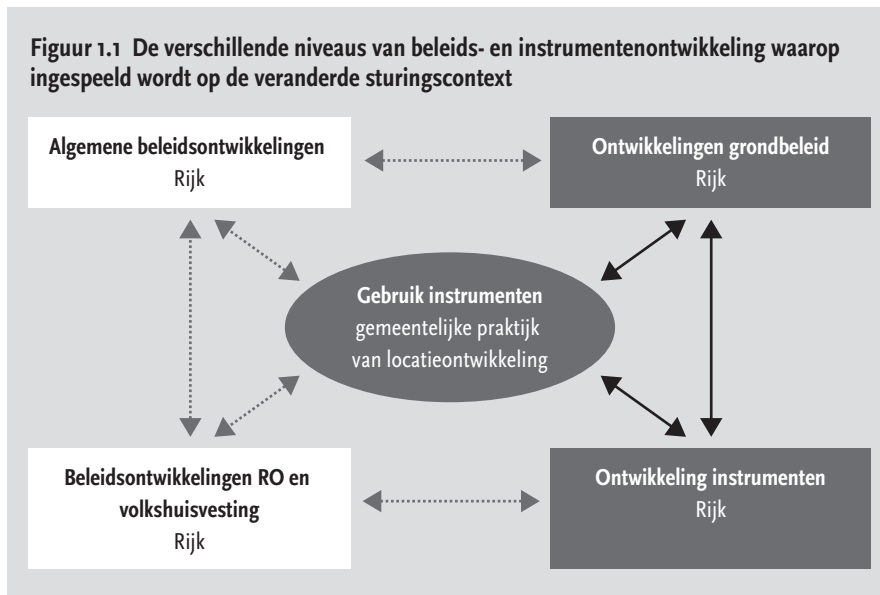 Figuur 1.1 De verschillende niveaus van beleids- en instrumentenontwikkeling waarop
ingespeeld wordt op de veranderde sturingscontext
Algemene beleidsontwikkelingen
Rijk
Ontwikkelingen grondbeleid
Rijk
Gebruik instrumenten
gemeentelijke praktijk
van locatieontwikkeling
Beleidsontwikkelingen RO en
volkshuisvesting
Rijk
Ontwikkeling instrumenten
Rijk